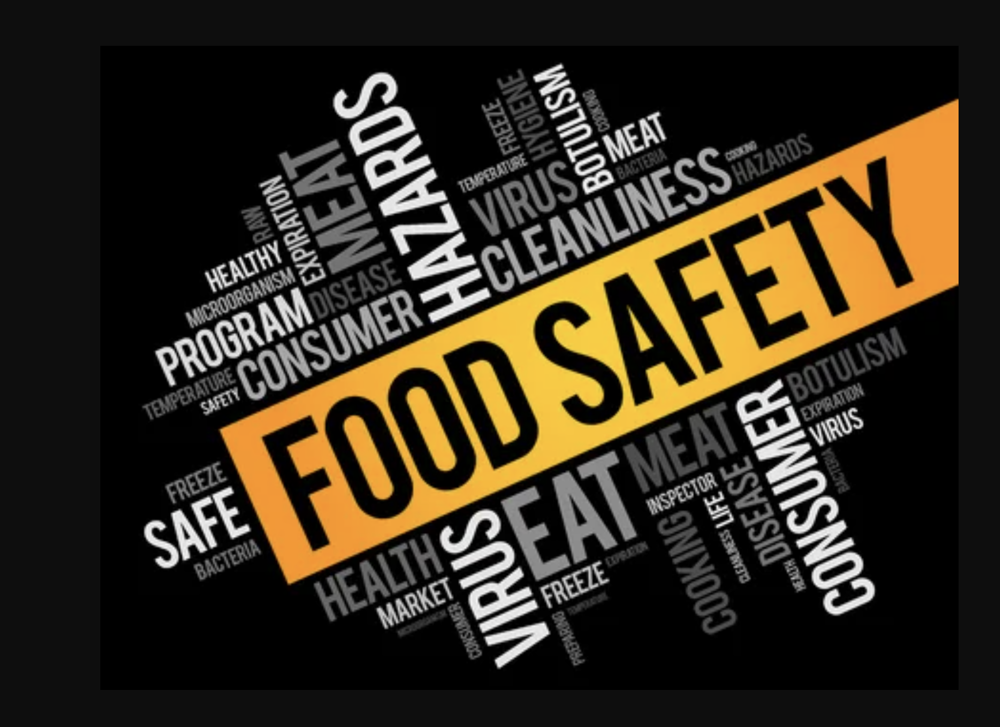 HAZARDS
MEAT
EXPIRATION
RAW
HEALTHY
MICROORGANISM
PROGRAM
DISEASE
CONSUMER
TEMPERATURE
SAFETY
BOTULISM
COOKING
HYGIENE
FREEZE
MEAT
BACTERIA
TEMPERATURE
VIRUS
COOKING
HAZARDS
CLEANLINESS
FOOD SAFETY
FREEZE
SAFE
BACTERIA
HEALTH
MARKET
MICROORGANISM
CONSUMER
VIRUS
EAT
EXPIRATION
FREEZE
TEMPERATURE
PREPARING
MEAT
INSPECTOR
COOKING
LIFE
CLEANLINESS
DISEASE
HEALTH
CONSUMER
BOTULISM
EXPIRATION
VIRUS
BACTERIA